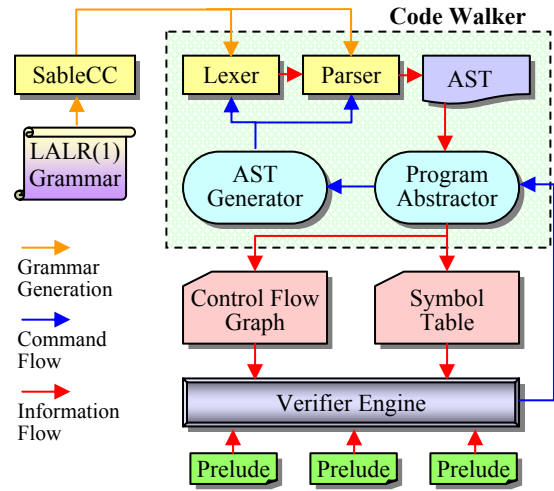 Code Walker
SableCC
Lexer
Parser
AST
LALR(1)
Grammar
AST
Generator
Program
Abstractor
Grammar
Generation
Command
Flow
Information
Flow
Control Flow
Graph
Symbol
Table
Verifier Engine
Prelude
Prelude
Prelude